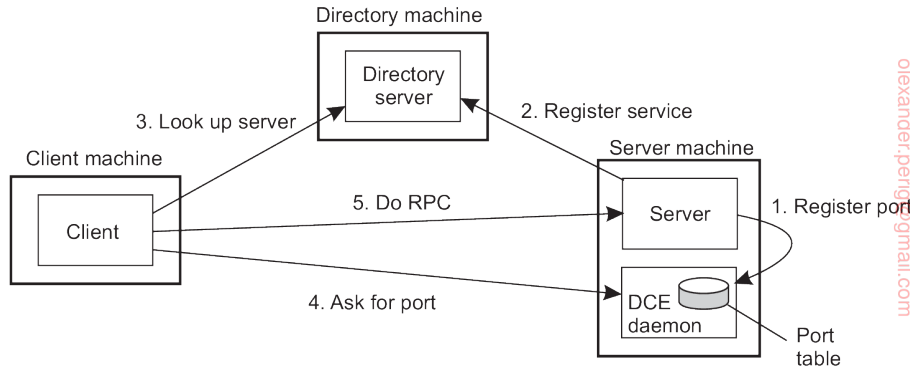 Directory machine
Directory
server
3. Look up server
2. Register service
Client machine
Server machine
5. Do RPC
Client
Server
1. Register port
4. Ask for port
DCE
daemon
Port
table